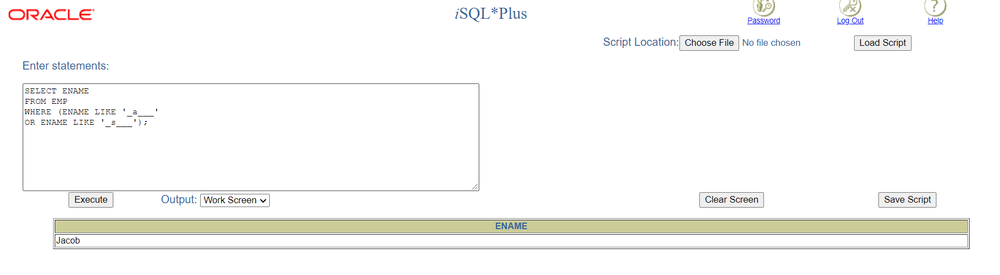 ORACLE
iSQL*Plus
Password
Log Out
?
Help
Script Location: Choose File No file chosen
Load Script
Enter statements:
SELECT ENAME
FROM EMP
WHERE (ENAME LIKE '_a___'
OR ENAME LIKE '_s___');
Execute
Output: Work Screen
Clear Screen
Save Script
ENAME
Jacob